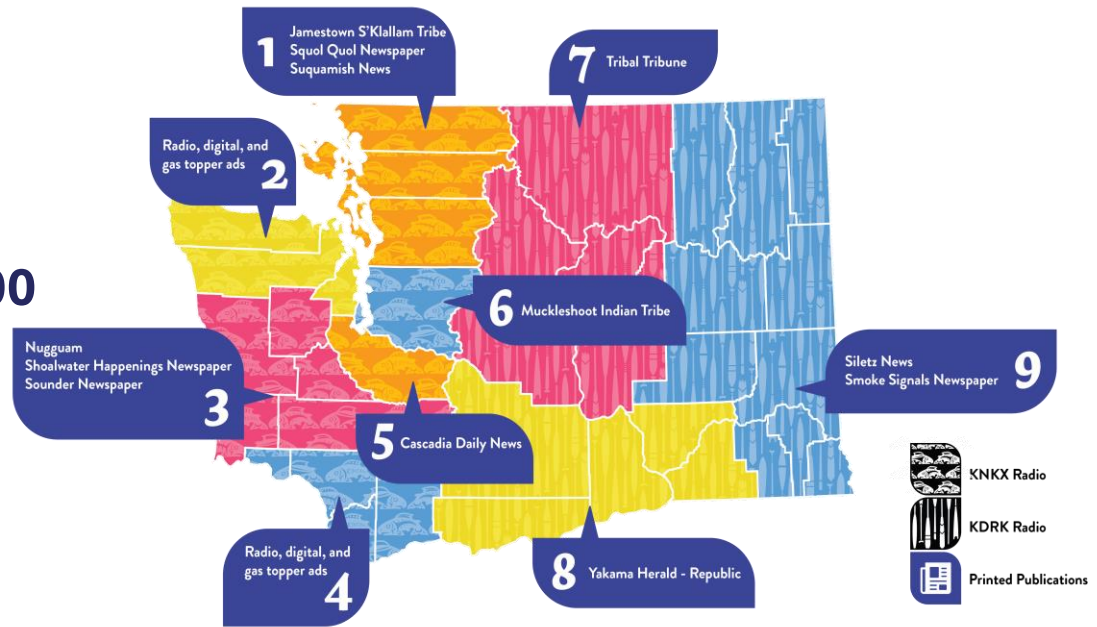 1
Jamestown S'Klallam Tribe
Squol Quol Newspaper
Suquamish News
7
Tribal Tribune
Radio, digital, and
gas topper ads
2
00
6
Muckleshoot Indian Tribe
Nugguam
Shoalwater Happenings Newspaper
Sounder Newspaper
3
Siletz News
Smoke Signals Newspaper
9
5
Cascadia Daily News
KNKX Radio
KDRK Radio
Printed Publications
Radio, digital, and
gas topper ads
4
8
Yakama Herald - Republic